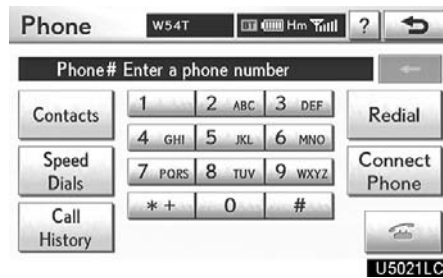 Phone W54T BT Hm ?
Phone# Enter a phone number
Contacts 1 2 ABC 3 DEF Redial
4 GHI 5 JKL 6 MNO
Speed Dials 7 PQRS 8 TUV 9 WXYZ Connect Phone
Call History * + 0 #
U5021LC